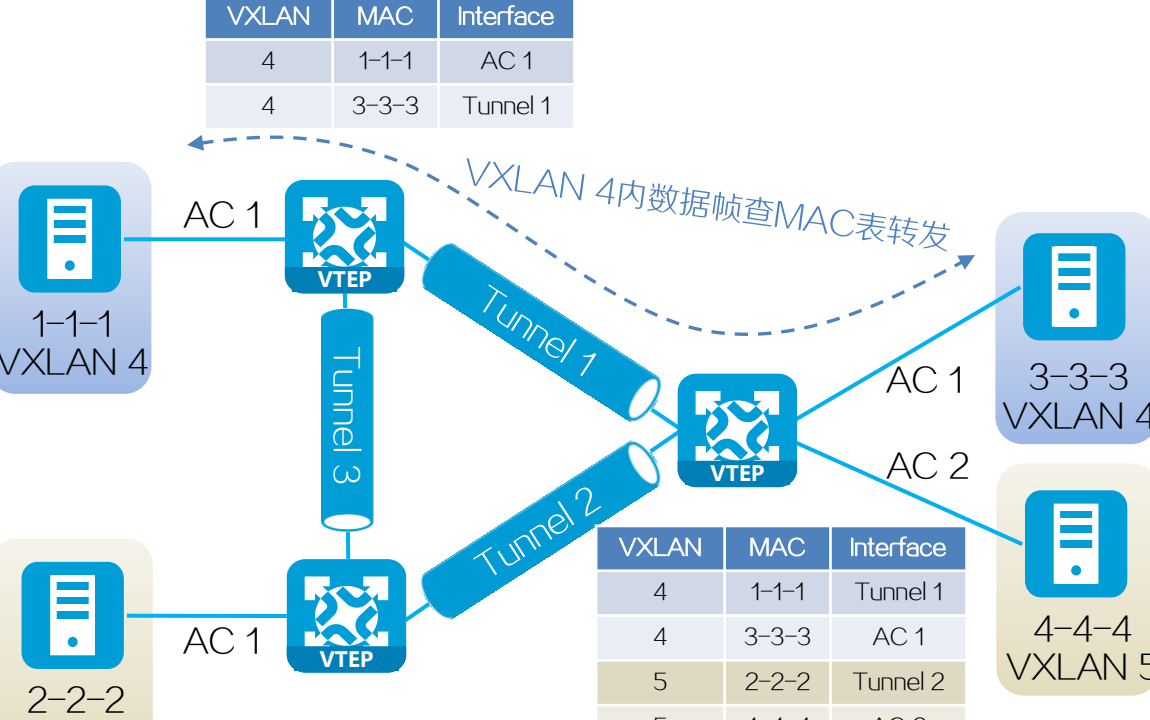 VXLAN MAC Interface
4 1-1-1 AC 1
4 3-3-3 Tunnel 1
VXLAN 4内数据帧查MAC表转发
AC 1
VTEP
1-1-1
VXLAN 4
Tunnel 1
Tunnel 3
AC 1
3-3-3
VXLAN 4
VTEP
AC 2
Tunnel 2
4-4-4
VXLAN 5
AC 1
VTEP
2-2-2
VXLAN MAC Interface
4 1-1-1 Tunnel 1
4 3-3-3 AC 1
5 2-2-2 Tunnel 2